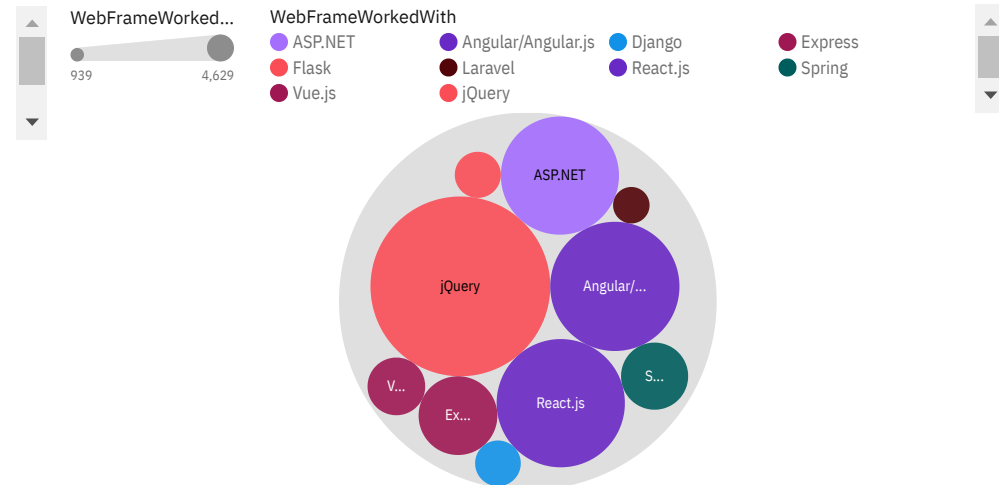 WebFrameWorked...
939 4,629
WebFrameWorkedWith
ASP.NET Angular/Angular.js Django Express
Flask Laravel React.js Spring
Vue.js jQuery
ASP.NET
jQuery Angular/...
S...
V...
React.js
Ex...